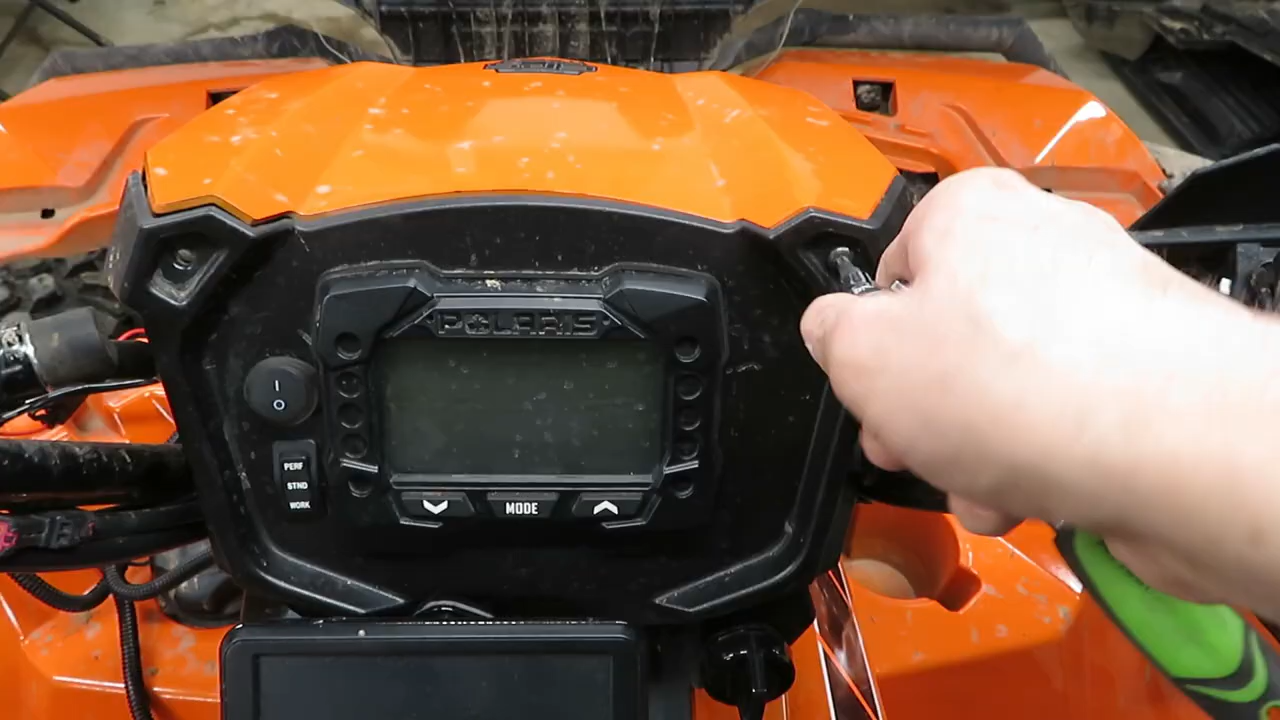 POLARIS
I
O
PERF
STND
WORK
MODE